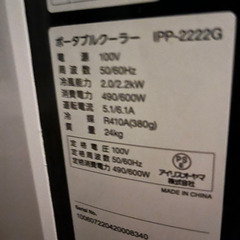 ポータブルクーラー IPP-2222G
電源 100V
周波数 50/60Hz
冷風能力 2.0/2.2kW
消費電力 490/600W
運転電流 5.1/6.1A
冷媒 R410A(380g)
質量 24kg
定格電圧 100V
定格周波数 50/60Hz
定格消費電力 490/600W
PS
E
アイリスオーヤマ
株式会社
MADE IN CHINA